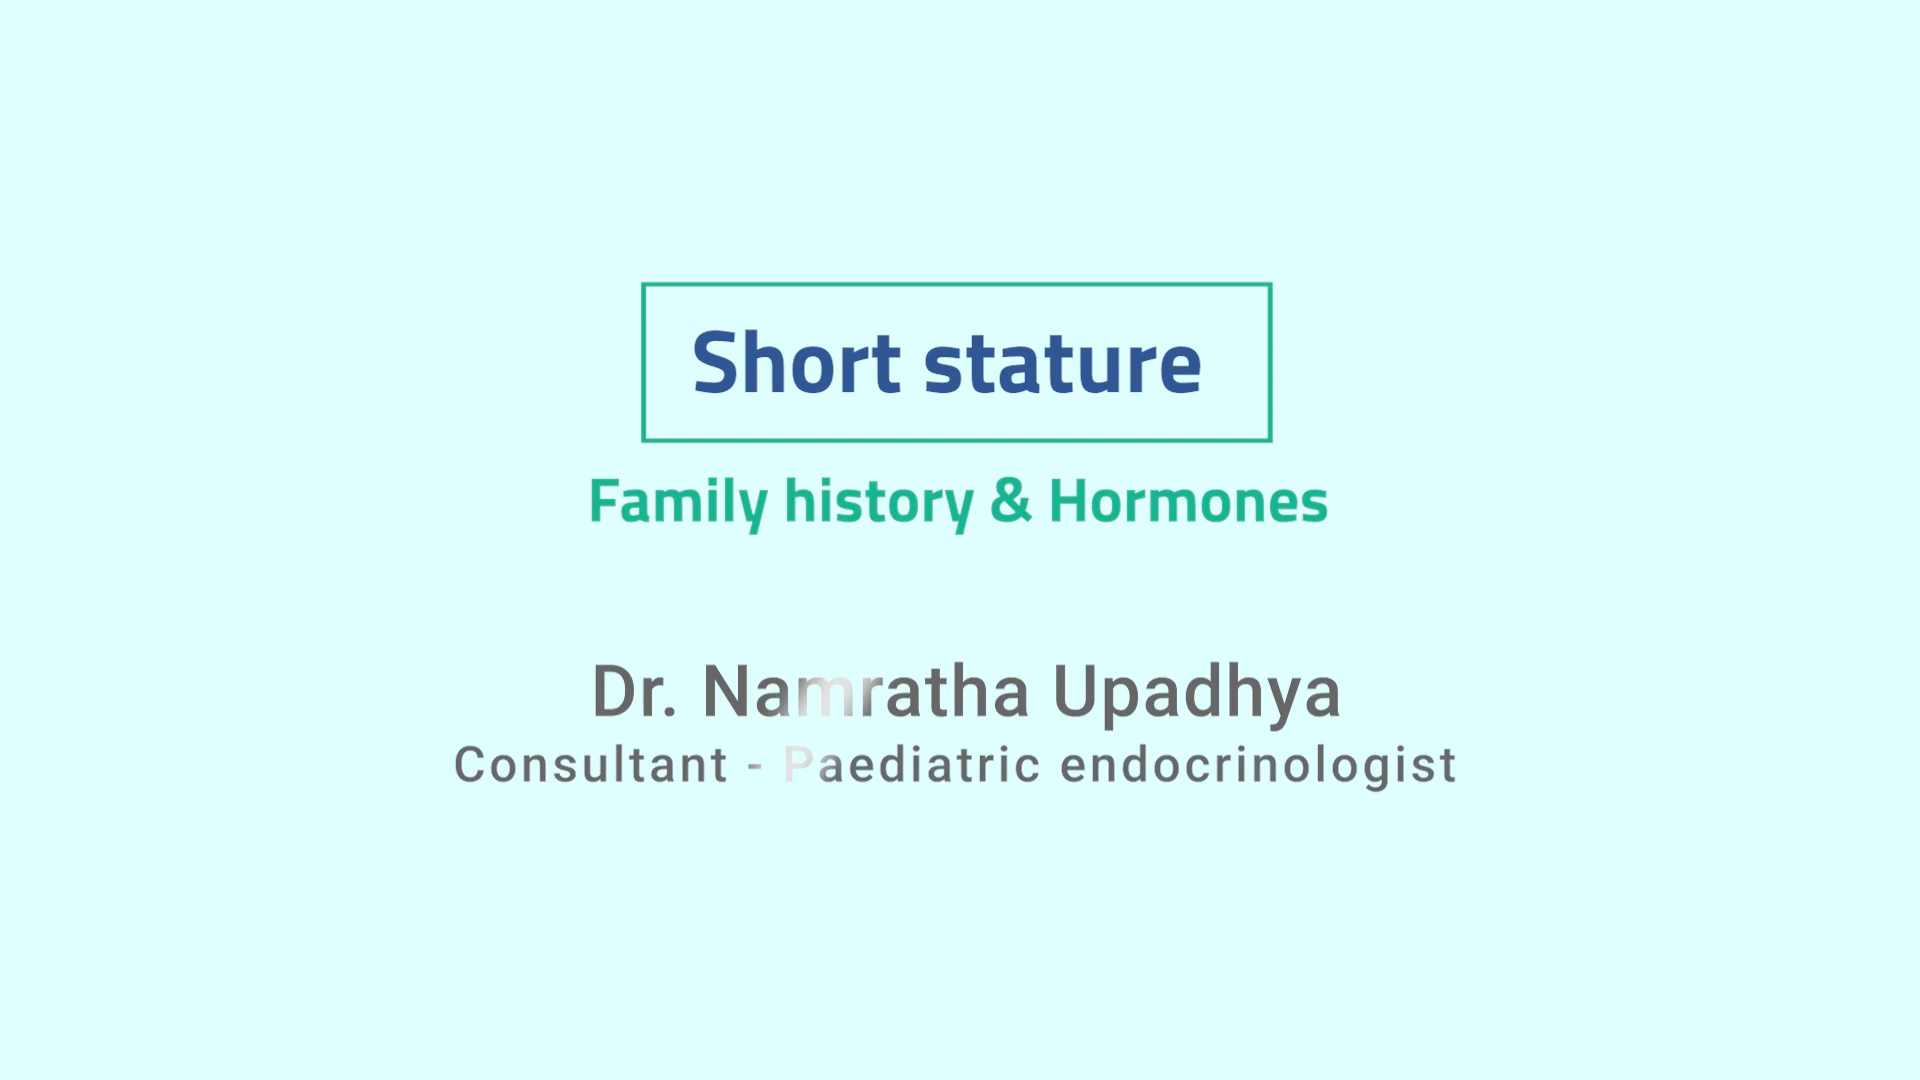 Short stature
Family history & Hormones
Dr. Namratha Upadhya
Consultant - Paediatric endocrinologist